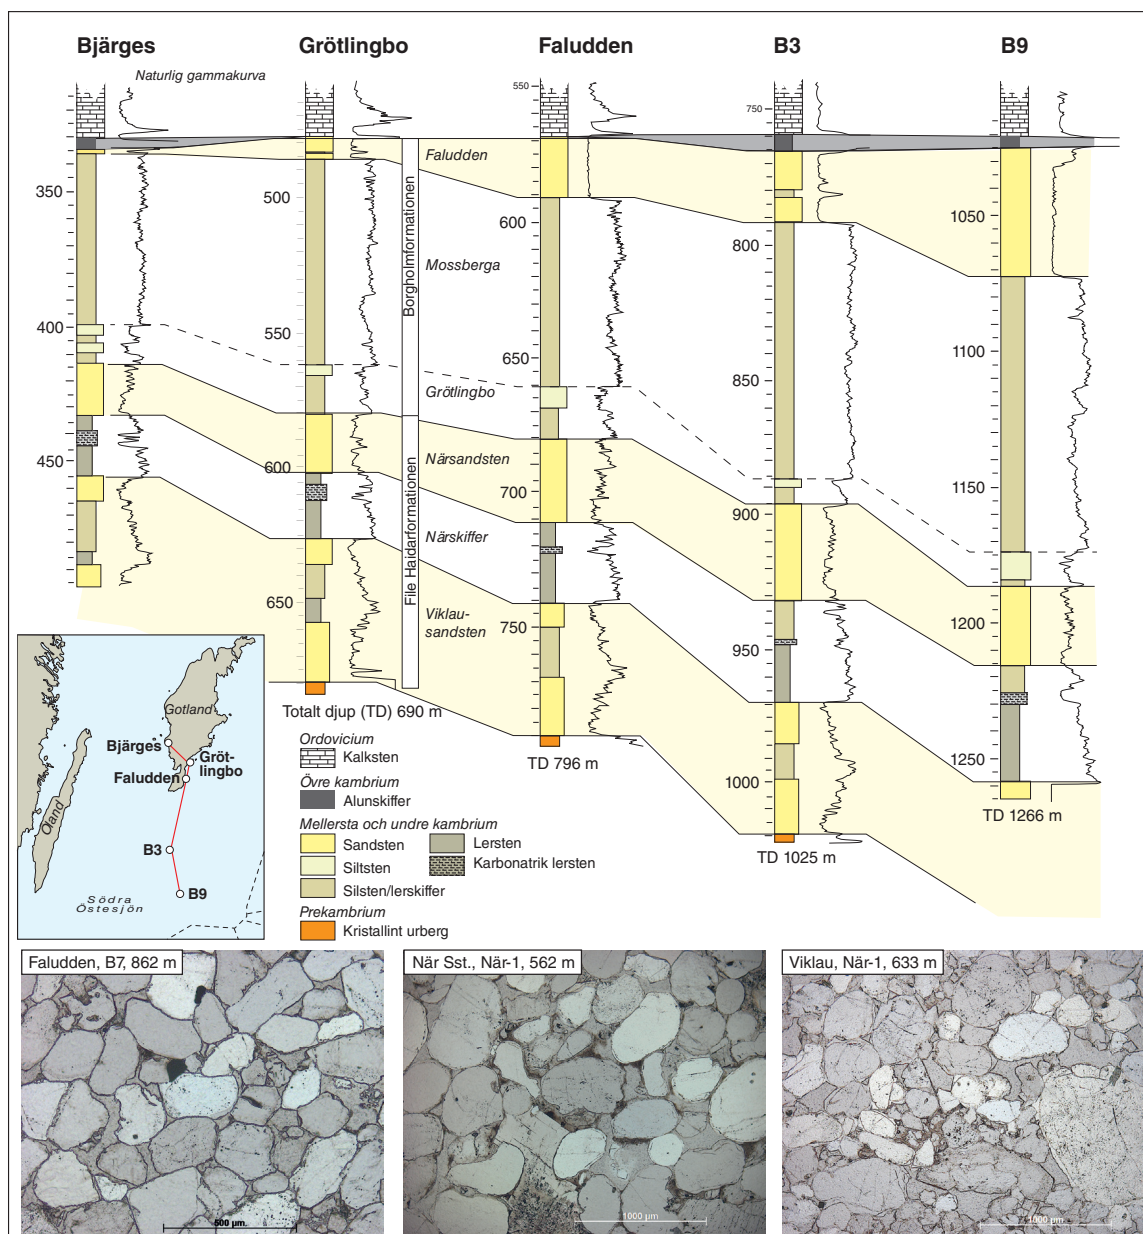 Bjärges
Grötlingbo
Faludden
B3
B9
Naturlig gammakurva
550
750
Faludden
350
500
600
800
1050
Mossberga
Borgholmformationen
400
550
650
850
1100
Grötlingbo
450
600
700
900
1150
Närsandsten
Närskiffer
File Haidarformationen
650
750
950
1200
Viklau-
sandsten
1000
1250
Totalt djup (TD) 690 m
TD 796 m
TD 1025 m
TD 1266 m
Gotland
Bjärges
Gröt-
lingbo
Faludden
Öland
B3
B9
Södra
Östesjön
Ordovicium
Kalksten
Övre kambrium
Alunskiffer
Mellersta och undre kambrium
Sandsten
Lersten
Siltsten
Karbonatrik lersten
Silsten/lerskiffer
Prekambrium
Kristallint urberg
Faludden, B7, 862 m
När Sst., När-1, 562 m
Viklau, När-1, 633 m
500 µm.
1000 µm
1000 µm